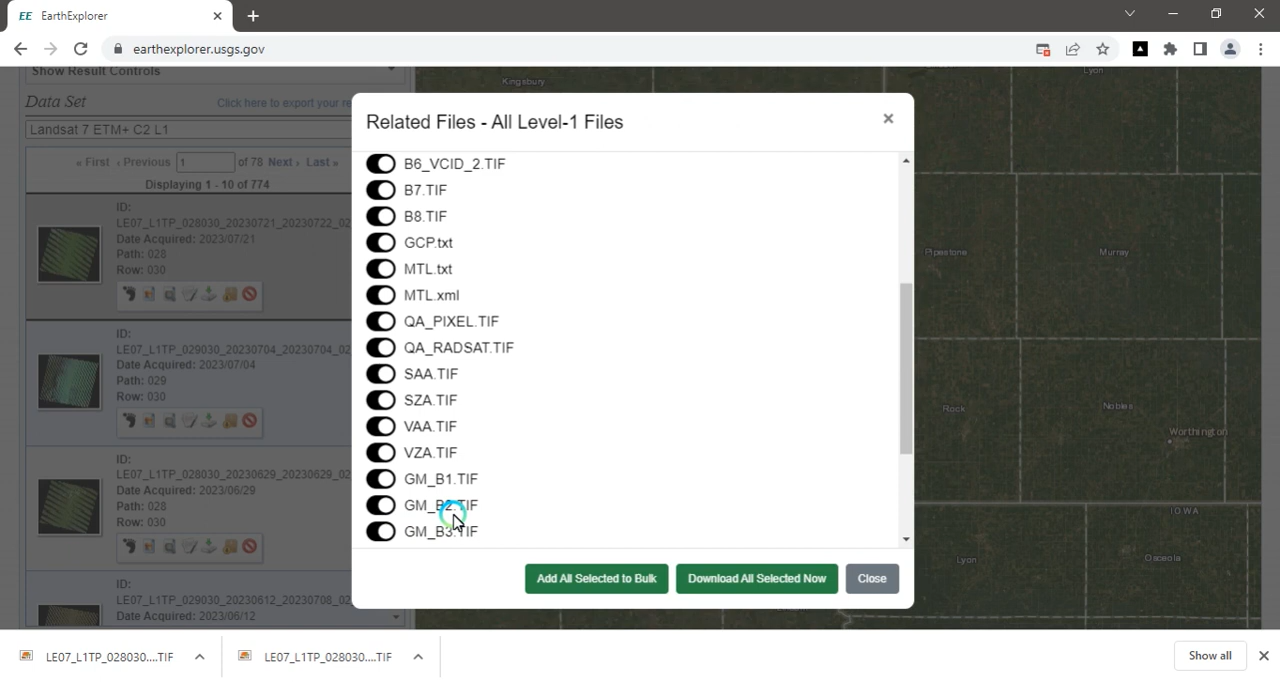 EE EarthExplorer
earthexplorer.usgs.gov
Show Result Controls
Data Set
Click here to export your re
Landsat 7 ETM+ C2 L1
« First ‹ Previous 1 of 78 Next › Last »
Displaying 1 - 10 of 774
ID:
LE07_L1TP_028030_20230721_20230722_02
Date Acquired: 2023/07/21
Path: 028
Row: 030
ID:
LE07_L1TP_029030_20230704_20230704_02
Date Acquired: 2023/07/04
Path: 029
Row: 030
ID:
LE07_L1TP_028030_20230629_20230629_02
Date Acquired: 2023/06/29
Path: 028
Row: 030
ID:
LE07_L1TP_029030_20230612_20230708_02
Date Acquired: 2023/06/12
Related Files - All Level-1 Files
×
B6_VCID_2.TIF
B7.TIF
B8.TIF
GCP.txt
MTL.txt
MTL.xml
QA_PIXEL.TIF
QA_RADSAT.TIF
SAA.TIF
SZA.TIF
VAA.TIF
VZA.TIF
GM_B1.TIF
GM_B2.TIF
GM_B3.TIF
Add All Selected to Bulk
Download All Selected Now
Close
Kingsbury
Lyon
Pipestone
Murray
Rock
Nobles
Worthington
IOWA
Lyon
Osceola
LE07_L1TP_028030....TIF
LE07_L1TP_028030....TIF
Show all